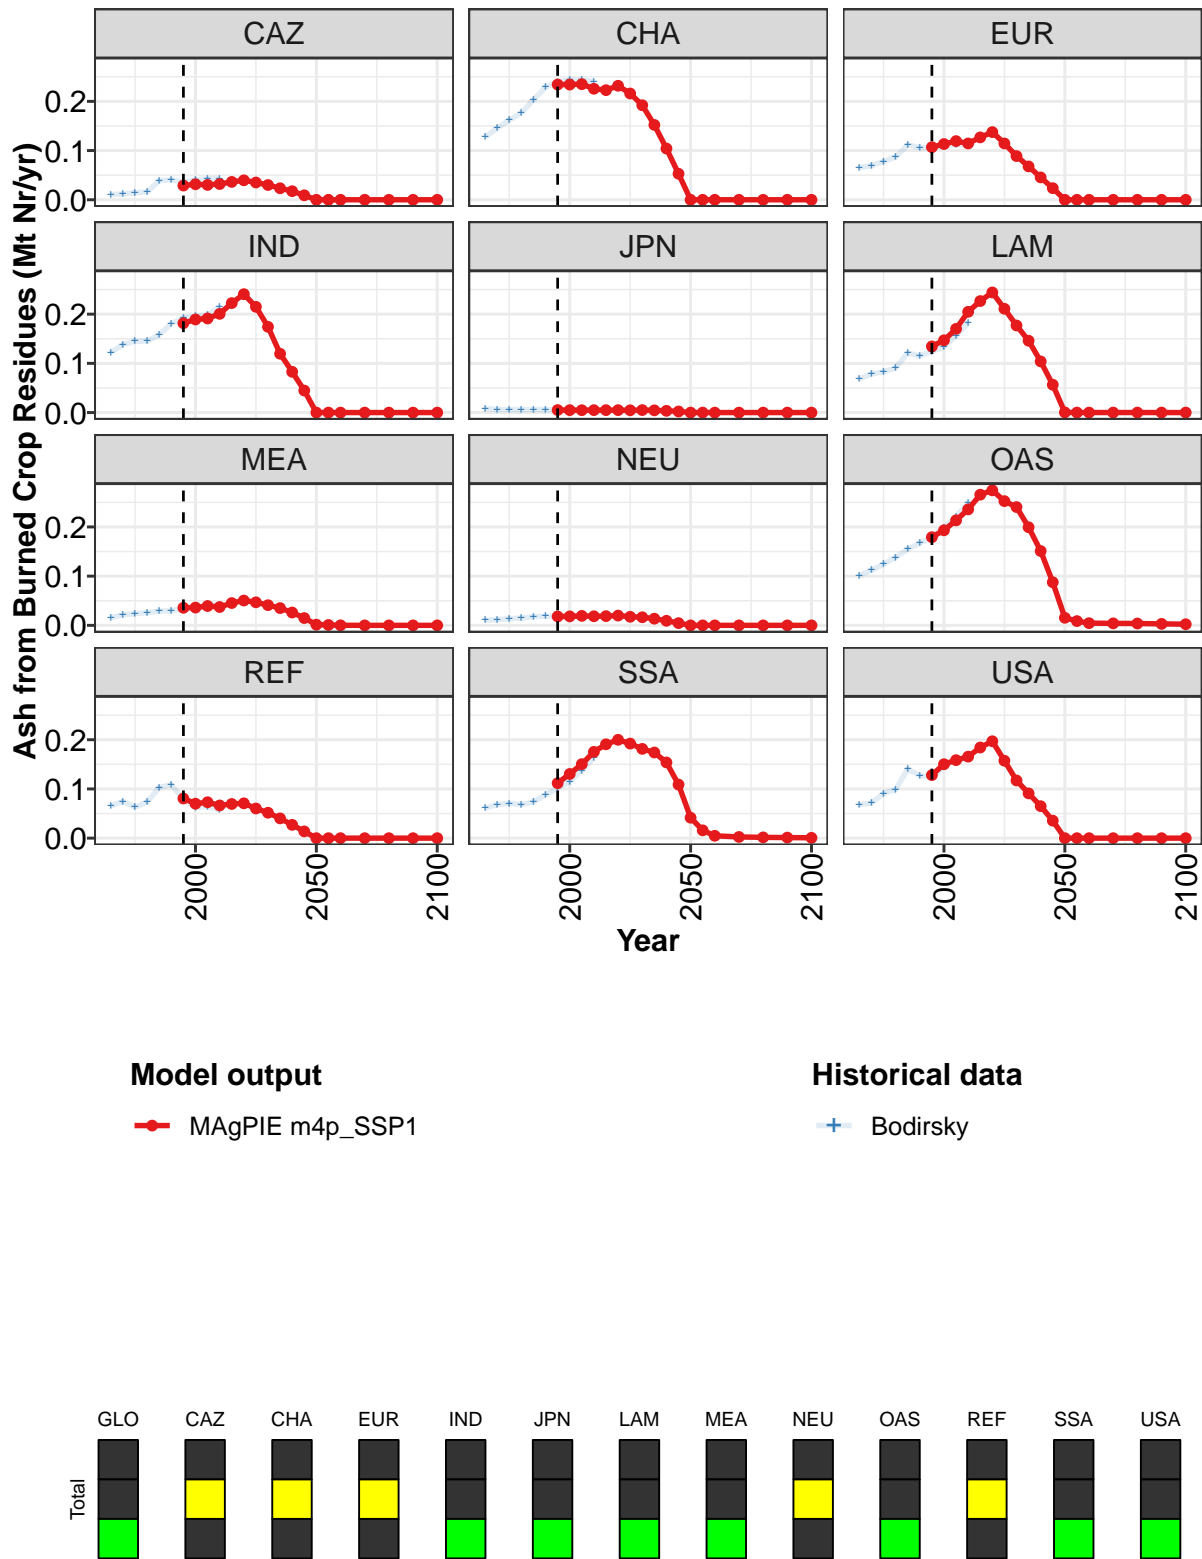 CAZ CHA EUR
0.2
0.1
0.0
IND JPN LAM
0.2
0.1
0.0
MEA NEU OAS
0.2
0.1
0.0
REF SSA USA
0.2
0.1
0.0
Ash from Burned Crop Residues (Mt Nr/yr)
2000 2050 2100 2000 2050 2100 2000 2050 2100
Year
Model output Historical data
MAgPIE m4p_SSP1 Bodirsky
GLO CAZ CHA EUR IND JPN LAM MEA NEU OAS REF SSA USA
Total